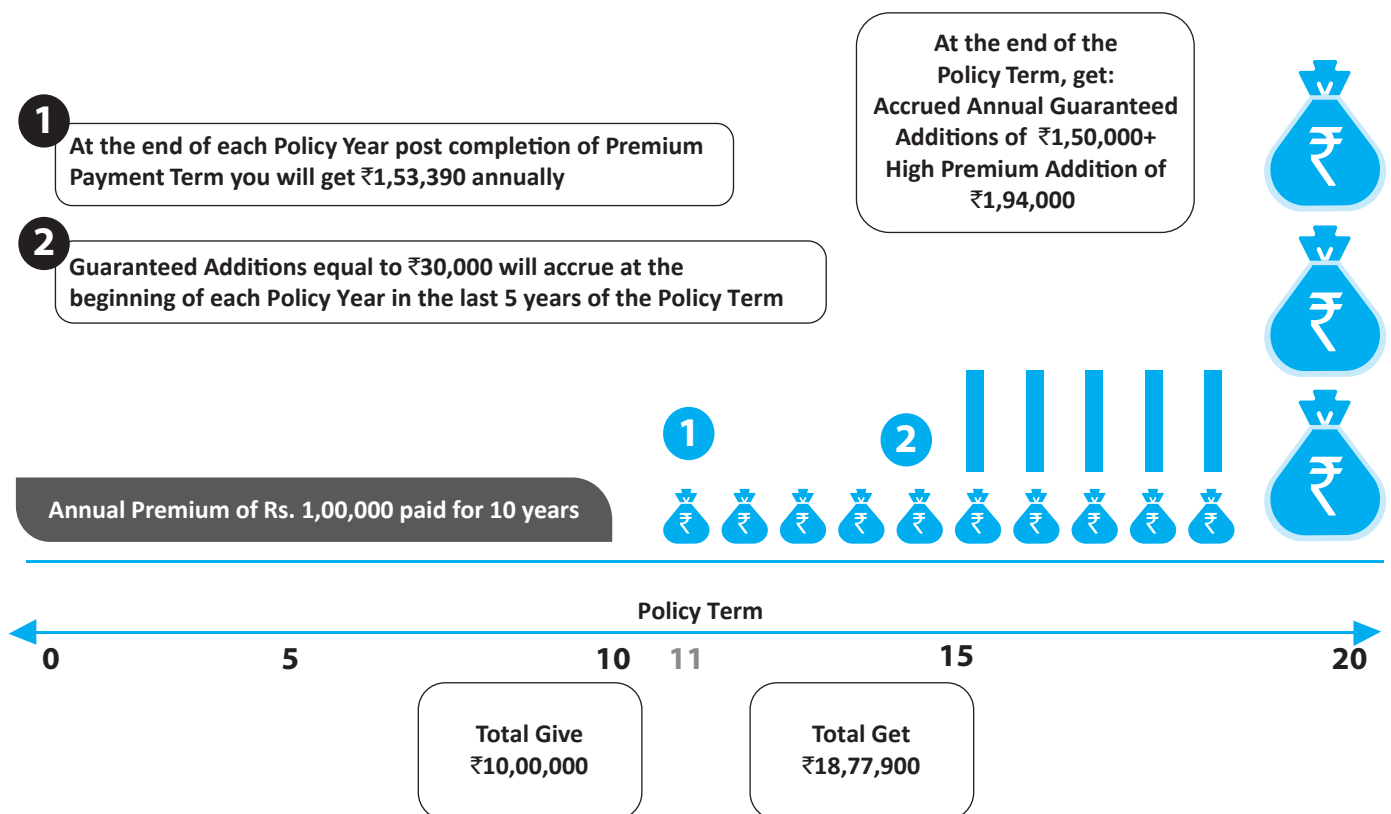 1
At the end of each Policy Year post completion of Premium
Payment Term you will get ₹1,53,390 annually
2
Guaranteed Additions equal to ₹30,000 will accrue at the
beginning of each Policy Year in the last 5 years of the Policy Term
At the end of the
Policy Term, get:
Accrued Annual Guaranteed
Additions of ₹1,50,000+
High Premium Addition of
₹1,94,000
₹
₹
₹
1
2
Annual Premium of Rs. 1,00,000 paid for 10 years
₹ ₹ ₹ ₹ ₹ ₹ ₹ ₹ ₹ ₹
Policy Term
0 5 10 11 15 20
Total Give
₹10,00,000
Total Get
₹18,77,900